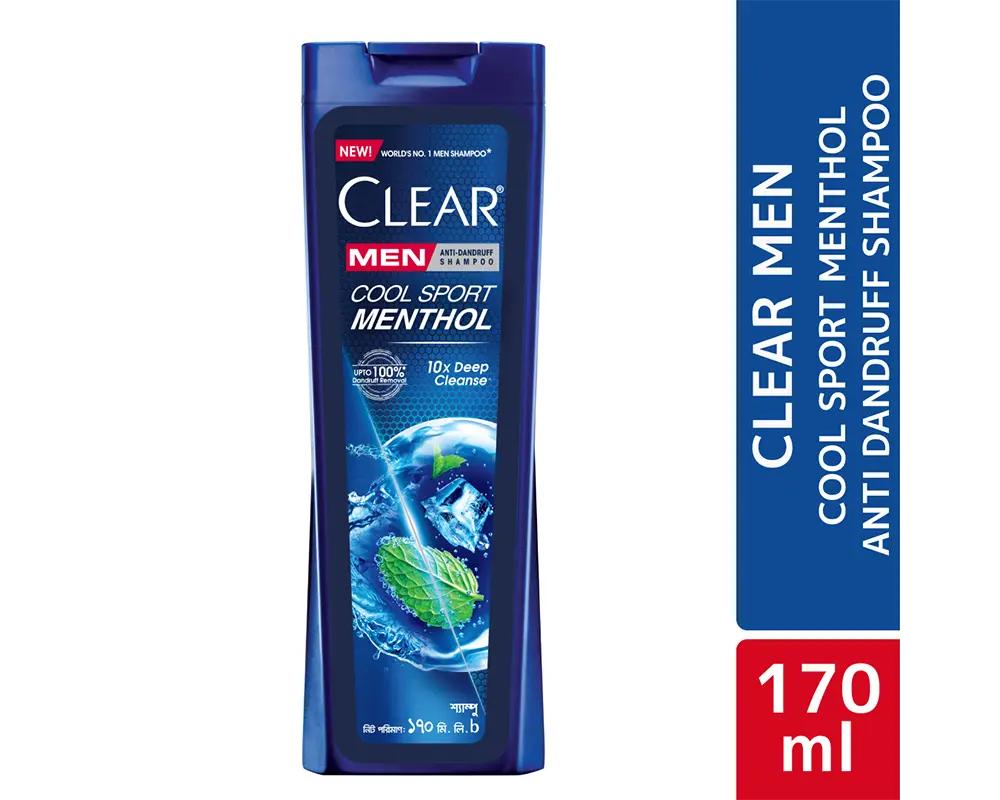 NEW! WORLD'S NO. 1 MEN SHAMPOO*
CLEAR®
MEN ANTI-DANDRUFF
SHAMPOO
COOL SPORT
MENTHOL
UPTO 100%*
Dandruff Removal
10x Deep
Cleanse^
শ্যাম্পু
নিট পরিমাণ: ১৭০ মি. লি. b
CLEAR MEN
COOL SPORT MENTHOL
ANTI DANDRUFF SHAMPOO
170
ml